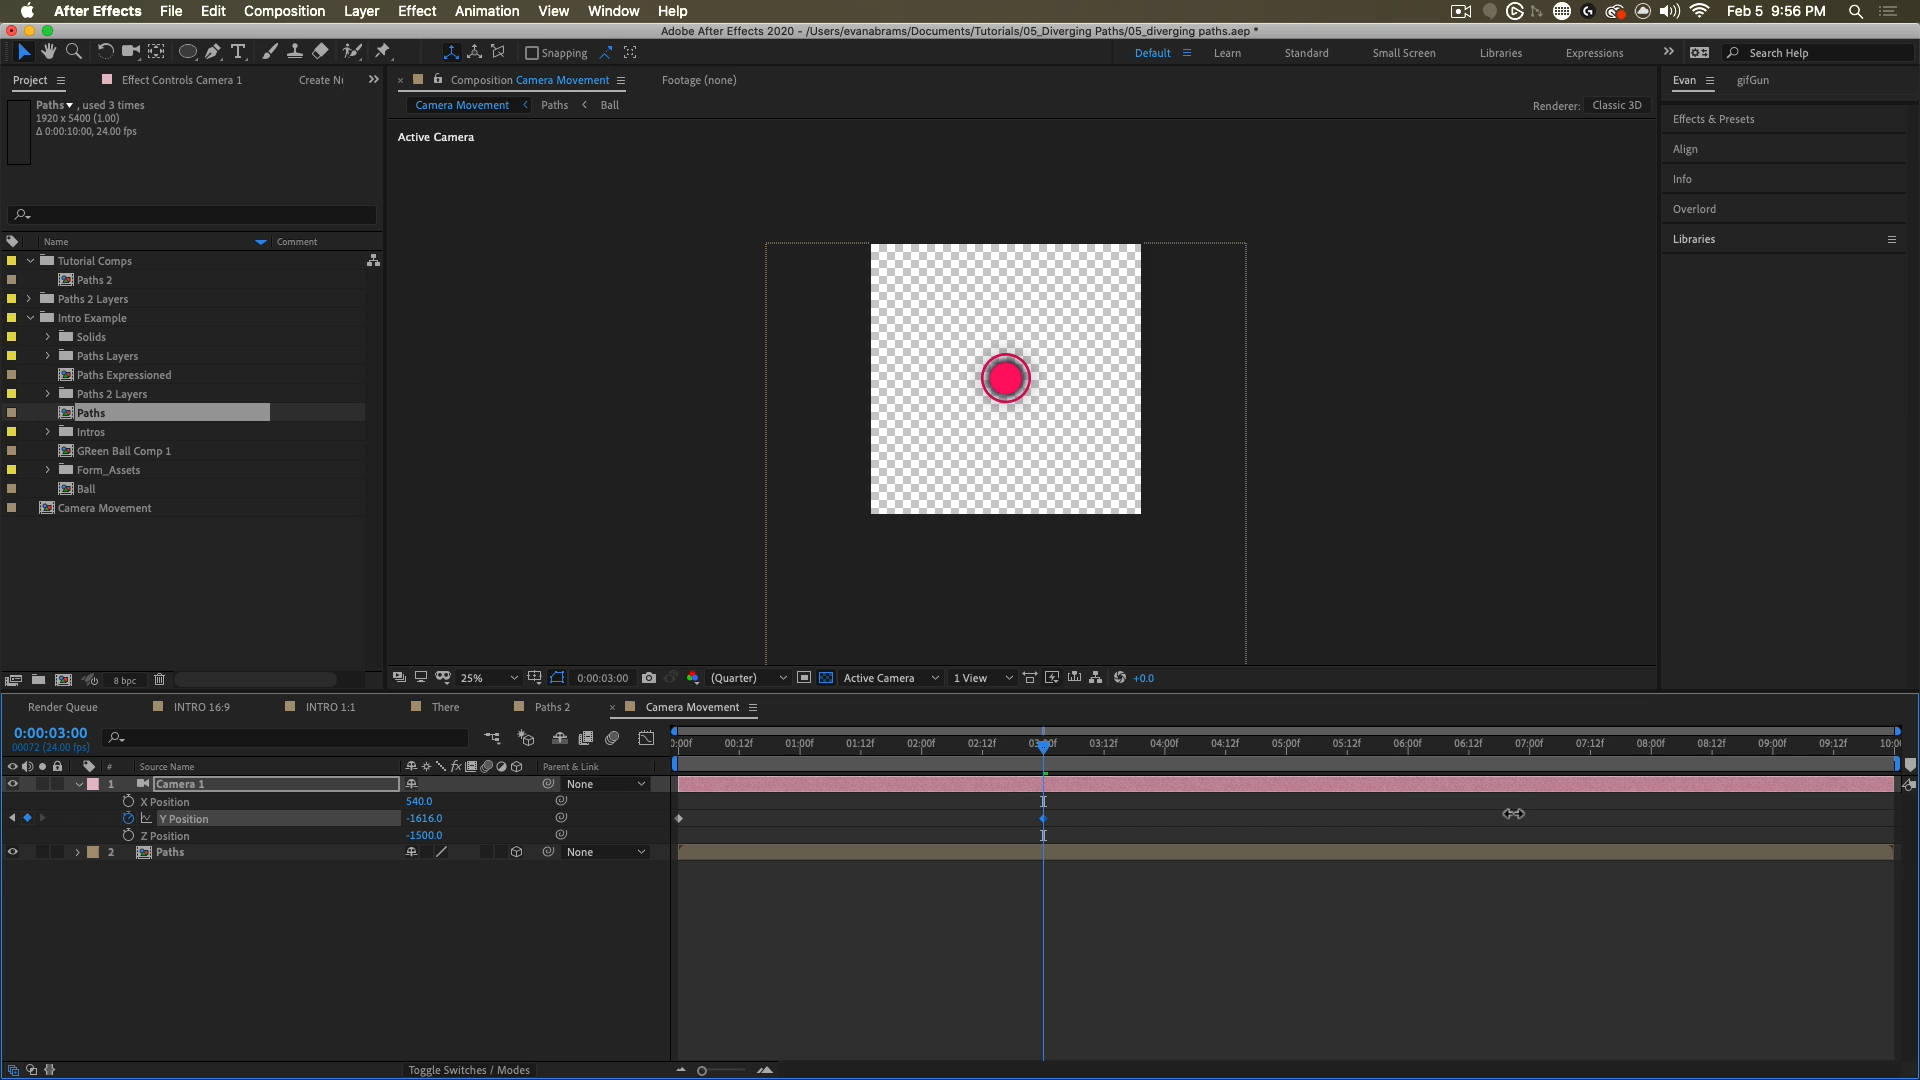 After Effects File Edit Composition Layer Effect Animation View Window Help Feb 5 9:56 PM
Adobe After Effects 2020 - /Users/evanabrams/Documents/Tutorials/05_Diverging Paths/05_diverging paths.aep *
Snapping Default Learn Standard Small Screen Libraries Expressions Search Help
Project Effect Controls Camera 1 Create Nu Composition Camera Movement Footage (none) Evan gifGun
Paths , used 3 times
1920 x 5400 (1.00)
Δ 0:00:10:00, 24.00 fps
Camera Movement Paths Ball Renderer: Classic 3D
Active Camera
Effects & Presets
Align
Info
Overlord
Libraries
Name Comment
Tutorial Comps
Paths 2
Paths 2 Layers
Intro Example
Solids
Paths Layers
Paths Expressioned
Paths 2 Layers
Paths
Intros
GReen Ball Comp 1
Form_Assets
Ball
Camera Movement
8 bpc 25% 0:00:03:00 (Quarter) Active Camera 1 View +0.0
Render Queue INTRO 16:9 INTRO 1:1 There Paths 2 Camera Movement
0:00:03:00
00072 (24.00 fps)
0:00f 00:12f 01:00f 01:12f 02:00f 02:12f 03:00f 03:12f 04:00f 04:12f 05:00f 05:12f 06:00f 06:12f 07:00f 07:12f 08:00f 08:12f 09:00f 09:12f 10:0
# Source Name fx Parent & Link
1 Camera 1 None
X Position 540.0
Y Position -1616.0
Z Position -1500.0
2 Paths None
Toggle Switches / Modes